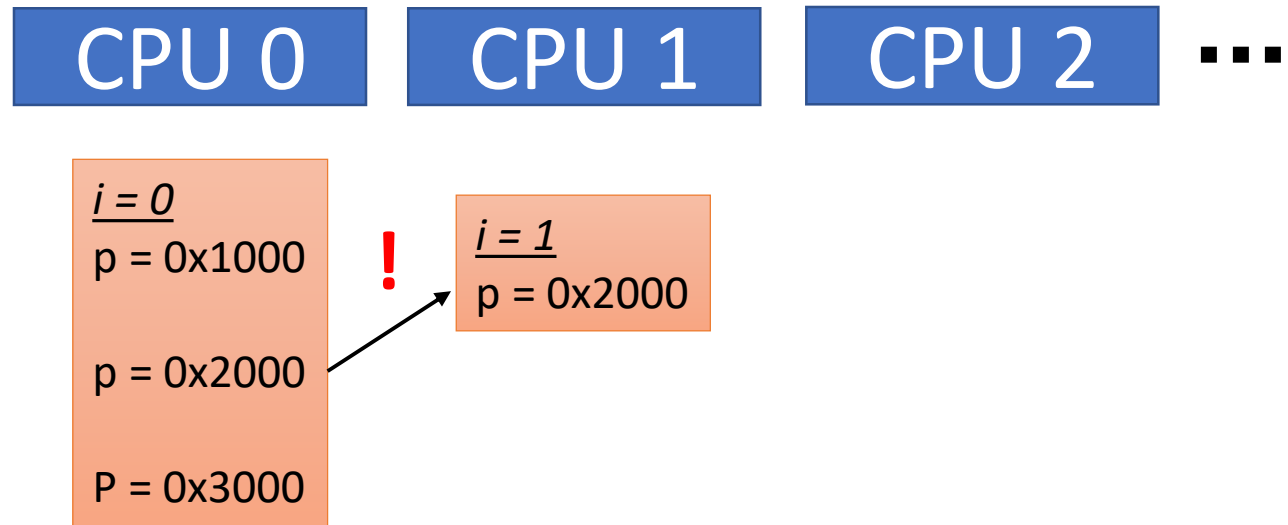 CPU 0
CPU 1
CPU 2
...
i = 0
p = 0x1000
p = 0x2000
P = 0x3000
!
i = 1
p = 0x2000